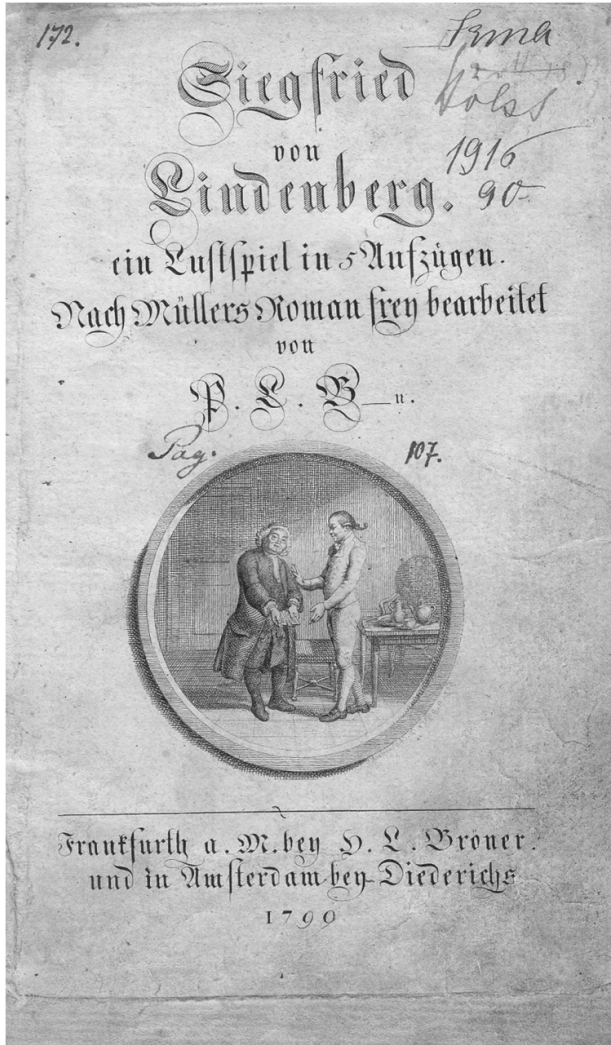 172.
Irma
1916
90
Siegfried
von
Lindenberg.
ein Lustspiel in 5 Aufzügen.
Nach Müllers Roman frey bearbeitet
von
P. L. B—n.
Pag. 107.
Frankfurth a. M. bey H. L. Bröner.
und in Amsterdam bey Diederichs
1790